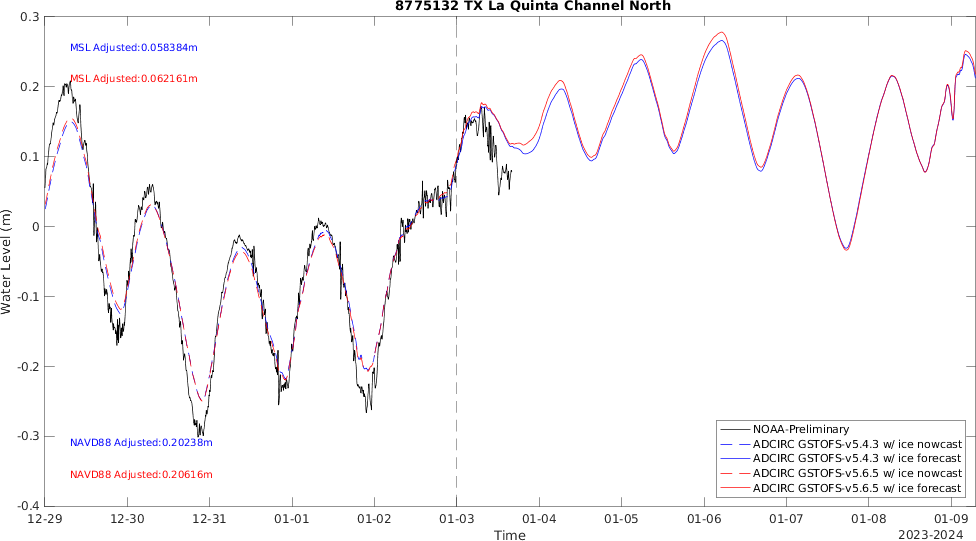 8775132 TX La Quinta Channel North
MSL Adjusted:0.058384m
MSL Adjusted:0.062161m
NAVD88 Adjusted:0.20238m
NAVD88 Adjusted:0.20616m
Water Level (m)
0.3
0.2
0.1
0
-0.1
-0.2
-0.3
-0.4
NOAA-Preliminary
ADCIRC GSTOFS-v5.4.3 w/ ice nowcast
ADCIRC GSTOFS-v5.4.3 w/ ice forecast
ADCIRC GSTOFS-v5.6.5 w/ ice nowcast
ADCIRC GSTOFS-v5.6.5 w/ ice forecast
12-29 12-30 12-31 01-01 01-02 01-03 01-04 01-05 01-06 01-07 01-08 01-09
Time
2023-2024